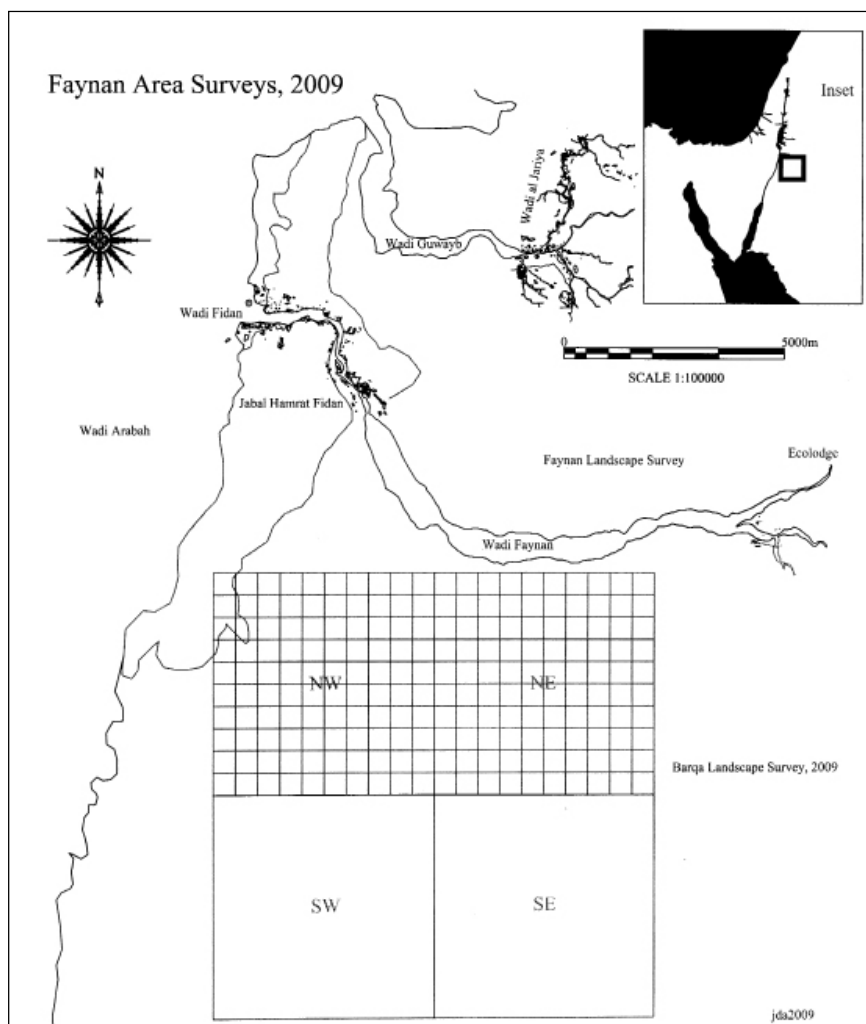 Faynan Area Surveys, 2009
Inset
N
Wadi al Jariya
Wadi Guwayb
Wadi Fidan
0
5000m
SCALE 1:100000
Jabal Hamrat Fidan
Wadi Arabah
Faynan Landscape Survey
Ecolodge
Wadi Faynan
NW
NE
Barqa Landscape Survey, 2009
SW
SE
jda2009